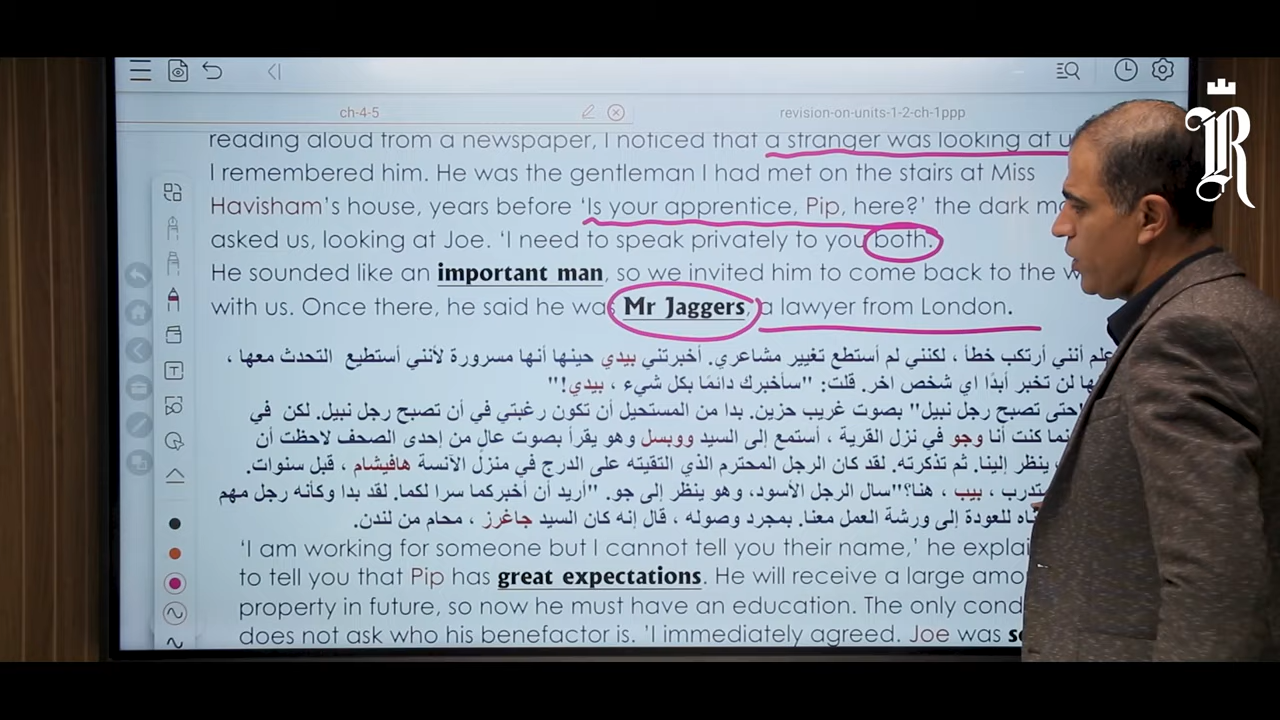 ch-4-5
revision-on-units-1-2-ch-1ppp
reading aloud from a newspaper, I noticed that a stranger was looking at
I remembered him. He was the gentleman I had met on the stairs at Miss
Havisham's house, years before 'Is your apprentice, Pip, here?' the dark
asked us, looking at Joe. 'I need to speak privately to you both.
He sounded like an important man, so we invited him to come back to the
with us. Once there, he said he was Mr Jaggers, a lawyer from London.
أنني أرتكب خطأ ، لكنني لم أستطع تغيير مشاعري. أخبرتني بيدي حينها أنها مسرورة لأنني أستطيع التحدث معها ،
لن تخبر أبدًا اي شخص اخر. قلت: "سأخبرك دائمًا بكل شيء ، بيدي!"
حتى تصبح رجل نبيل" بصوت غريب حزين. بدا من المستحيل أن تكون رغبتي في أن تصبح رجل نبيل. لكن في
كنت أنا وجو في نزل القرية ، أستمع إلى السيد ووبسل وهو يقرأ بصوت عالٍ من إحدى الصحف لاحظت أن
ينظر إلينا. ثم تذكرته. لقد كان الرجل المحترم الذي التقيته على الدرج في منزل الآنسة هافيشام ، قبل سنوات.
، بيب ، هنا؟"سال الرجل الأسود، وهو ينظر إلى جو. "أريد أن أخبركما سرا لكما. لقد بدا وكأنه رجل مهم
للعودة إلى ورشة العمل معنا. بمجرد وصوله ، قال إنه كان السيد جاغرز ، محام من لندن.
'I am working for someone but I cannot tell you their name,' he
to tell you that Pip has great expectations. He will receive a large
property in future, so now he must have an education. The only
does not ask who his benefactor is. 'I immediately agreed. Joe was
R